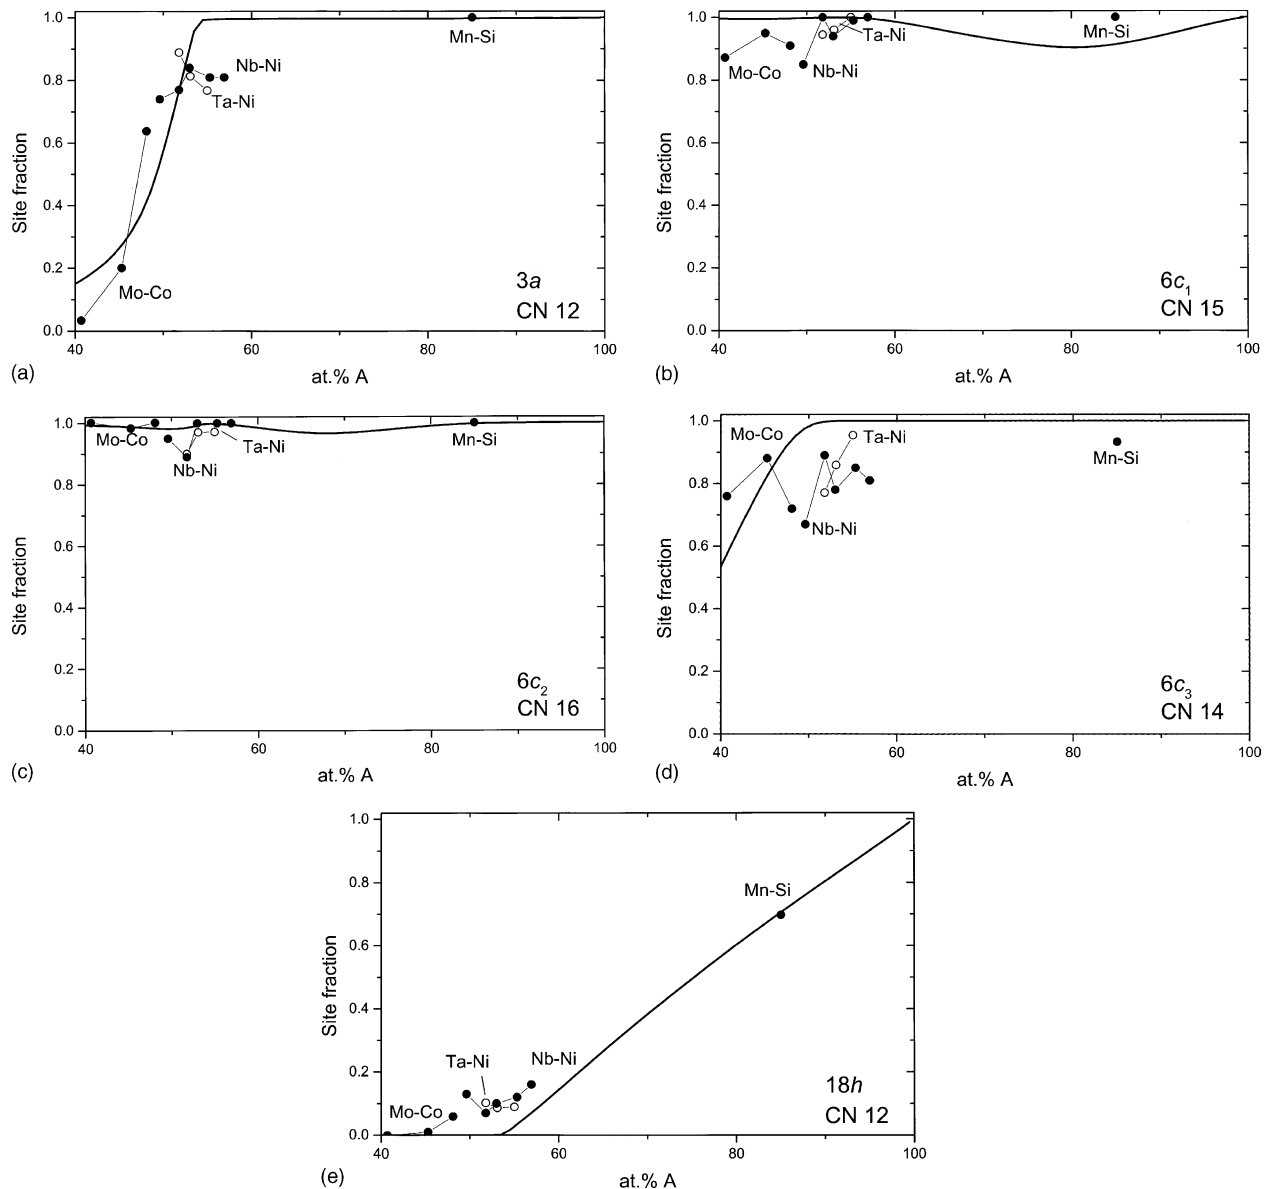 1.0
Mn-Si
Nb-Ni
0.8
Ta-Ni
0.6
Site fraction
0.4
0.2
Mo-Co
3a
CN 12
0.0
40 60 80 100
(a)
at.% A
1.0
Ta-Ni
Mn-Si
Mo-Co
Nb-Ni
0.8
0.6
Site fraction
0.4
0.2
6c1
CN 15
0.0
40 60 80 100
(b)
at.% A
1.0
Mo-Co
Ta-Ni
Mn-Si
Nb-Ni
0.8
0.6
Site fraction
0.4
0.2
6c2
CN 16
0.0
40 60 80 100
(c)
at.% A
1.0
Mo-Co
Ta-Ni
Mn-Si
0.8
Nb-Ni
0.6
Site fraction
0.4
0.2
6c3
CN 14
0.0
40 60 80 100
(d)
at.% A
1.0
Mn-Si
0.8
0.6
Site fraction
0.4
0.2
Ta-Ni
Nb-Ni
Mo-Co
18h
CN 12
0.0
40 60 80 100
(e)
at.% A